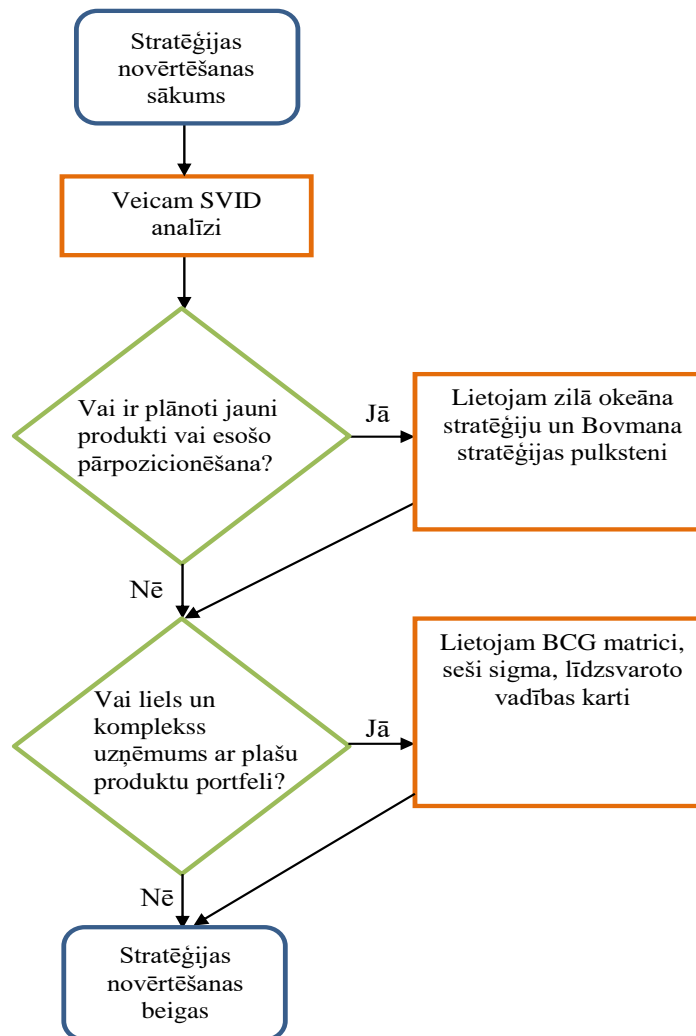 Stratēģijas
novērtēšanas
sākums
Veicam SVID
analīzi
Vai ir plānoti jauni
produkti vai esošo
pārpozicionēšana?
Jā
Lietojam zilā okeāna
stratēģiju un Bovmana
stratēģijas pulksteni
Nē
Vai liels un
komplekss
uzņēmums ar plašu
produktu portfeli?
Jā
Lietojam BCG matrici,
seši sigma, līdzsvaroto
vadības karti
Nē
Stratēģijas
novērtēšanas
beigas